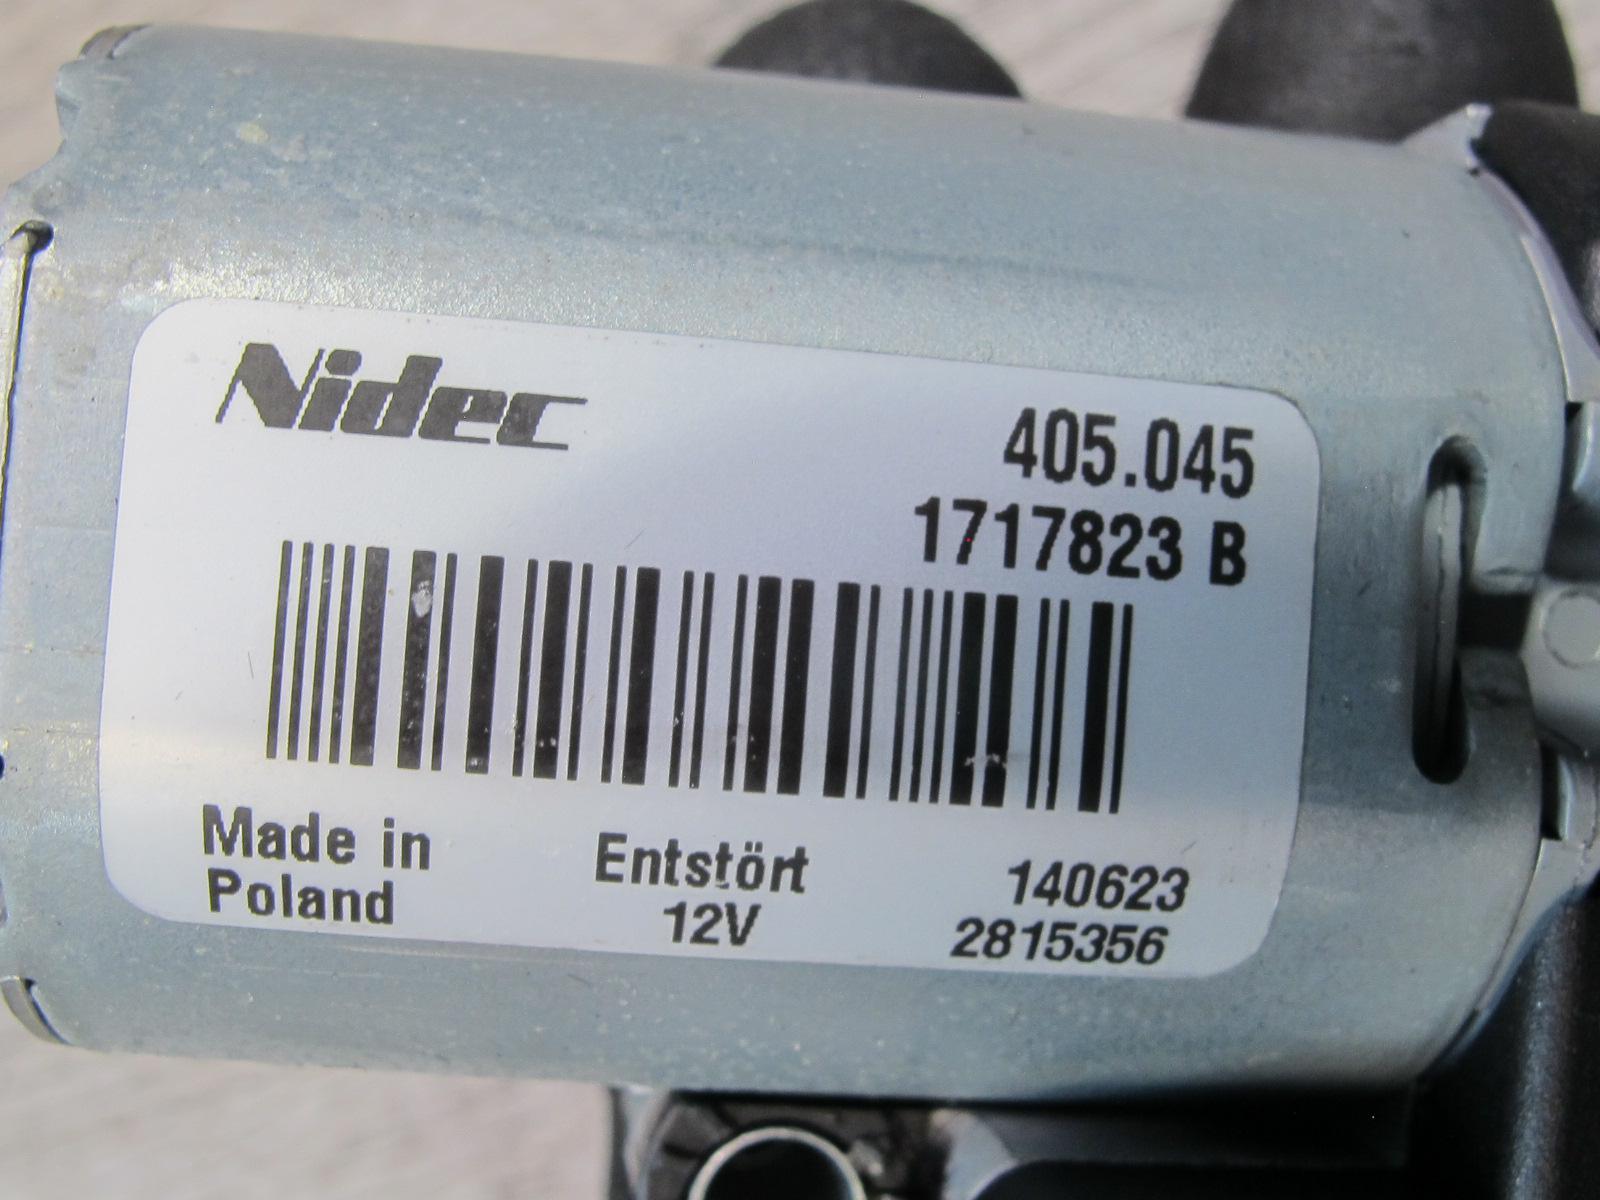 Nidec
405.045
1717823 B
Made in
Poland
Entstört
12V
140623
2815356